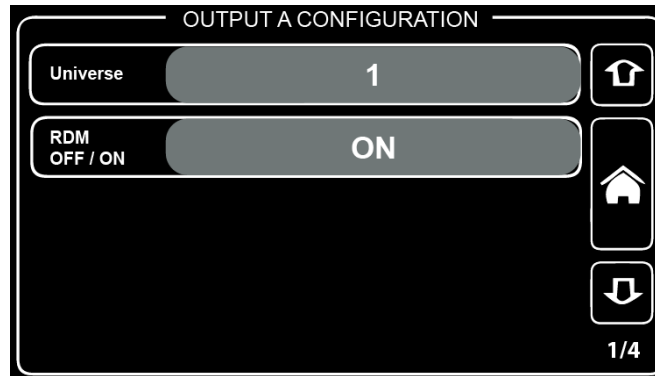 OUTPUT A CONFIGURATION
Universe
1
RDM
OFF / ON
ON
1/4